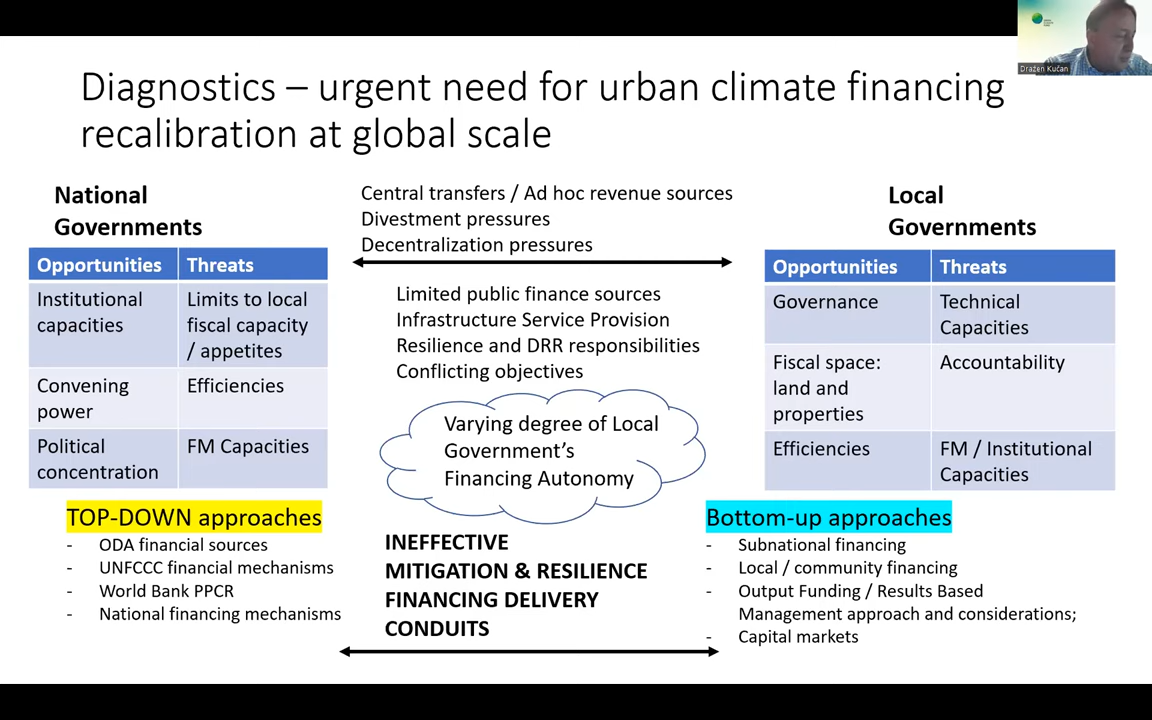 Diagnostics – urgent need for urban climate financing
recalibration at global scale
Dražen Kučan
National
Governments
Opportunities Threats
Institutional
capacities
Limits to local
fiscal capacity
/ appetites
Convening
power
Efficiencies
Political
concentration
FM Capacities
TOP-DOWN approaches
- ODA financial sources
- UNFCCC financial mechanisms
- World Bank PPCR
- National financing mechanisms
Central transfers / Ad hoc revenue sources
Divestment pressures
Decentralization pressures
Limited public finance sources
Infrastructure Service Provision
Resilience and DRR responsibilities
Conflicting objectives
Varying degree of Local
Government’s
Financing Autonomy
INEFFECTIVE
MITIGATION & RESILIENCE
FINANCING DELIVERY
CONDUITS
Local
Governments
Opportunities Threats
Governance
Technical
Capacities
Fiscal space:
land and
properties
Accountability
Efficiencies
FM / Institutional
Capacities
Bottom-up approaches
- Subnational financing
- Local / community financing
- Output Funding / Results Based
Management approach and considerations;
- Capital markets